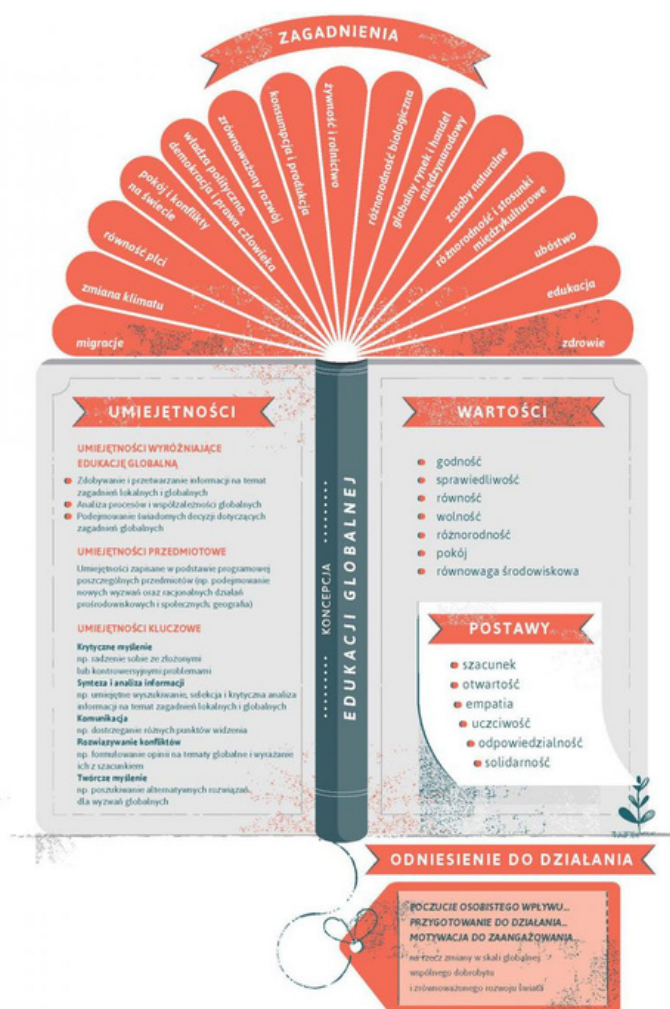 ZAGADNIENIA
migracje
zmiana klimatu
równość płci
pokój i konflikty
na świecie
władza polityczna,
demokracja i prawa człowieka
zrównoważony rozwój
konsumpcja i produkcja
żywność i rolnictwo
różnorodność biologiczna
globalny rynek i handel
międzynarodowy
zasoby naturalne
różnorodność i stosunki
międzykulturowe
ubóstwo
edukacja
zdrowie
UMIEJĘTNOŚCI
UMIEJĘTNOŚCI WYRÓŻNIAJĄCE
EDUKACJĘ GLOBALNĄ
Zdobywanie i przetwarzanie informacji na temat
zagadnień lokalnych i globalnych
Analiza procesów i współzależności globalnych
Podejmowanie świadomych decyzji dotyczących
zagadnień globalnych
UMIEJĘTNOŚCI PRZEDMIOTOWE
Umiejętności zapisane w podstawie programowej
poszczególnych przedmiotów (np. podejmowanie
nowych wyzwań oraz racjonalnych działań
prośrodowiskowych i społecznych; geografia)
UMIEJĘTNOŚCI KLUCZOWE
Krytyczne myślenie
np. radzenie sobie ze złożonymi
lub kontrowersyjnymi problemami
Synteza i analiza informacji
np. umiejętne wyszukiwanie, selekcja i krytyczna analiza
informacji na temat zagadnień lokalnych i globalnych
Komunikacja
np. dostrzeganie różnych punktów widzenia
Rozwiązywanie konfliktów
np. formułowanie opinii na tematy globalne i wyrażanie
ich z szacunkiem
Twórcze myślenie
np. poszukiwanie alternatywnych rozwiązań
dla wyzwań globalnych
KONCEPCJA
EDUKACJI GLOBALNEJ
WARTOŚCI
godność
sprawiedliwość
równość
wolność
różnorodność
pokój
równowaga środowiskowa
POSTAWY
szacunek
otwartość
empatia
uczciwość
odpowiedzialność
solidarność
ODNIESIENIE DO DZIAŁANIA
POCZUCIE OSOBISTEGO WPŁYWU...
PRZYGOTOWANIE DO DZIAŁANIA...
MOTYWACJA DO ZAANGAŻOWANIA...
na rzecz zmiany w skali globalnej
wspólnego dobrobytu
i zrównoważonego rozwoju świata